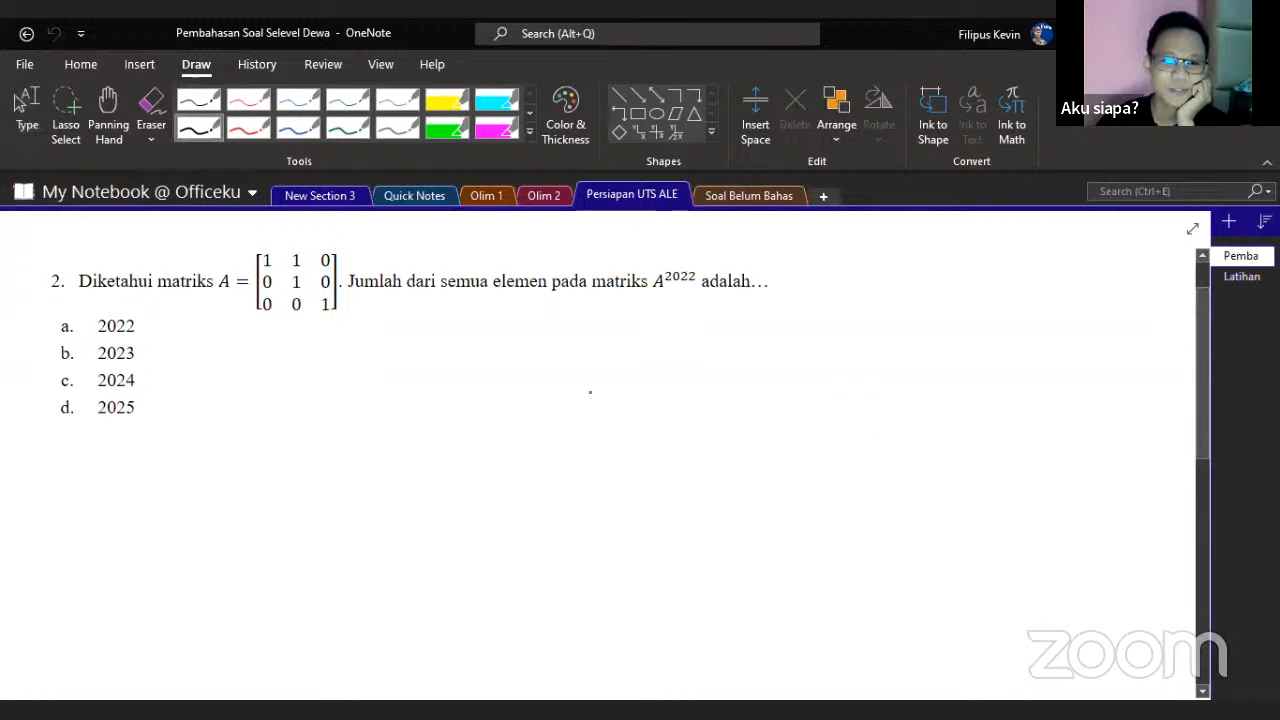 Pembahasan Soal Selevel Dewa - OneNote
Search (Alt+Q)
Filipus Kevin
Aku siapa?
File Home Insert Draw History Review View Help
Type
Lasso Select
Panning Hand
Eraser
Color & Thickness
Insert Space
Delete
Arrange
Rotate
Ink to Shape
Ink to Text
Ink to Math
Tools
Shapes
Edit
Convert
My Notebook @ Officeku
New Section 3
Quick Notes
Olim 1
Olim 2
Persiapan UTS ALE
Soal Belum Bahas
Search (Ctrl+E)
Pemba
Latihan
2. Diketahui matriks A = [1 1 0; 0 1 0; 0 0 1]. Jumlah dari semua elemen pada matriks A²⁰²² adalah…
a. 2022
b. 2023
c. 2024
d. 2025
zoom